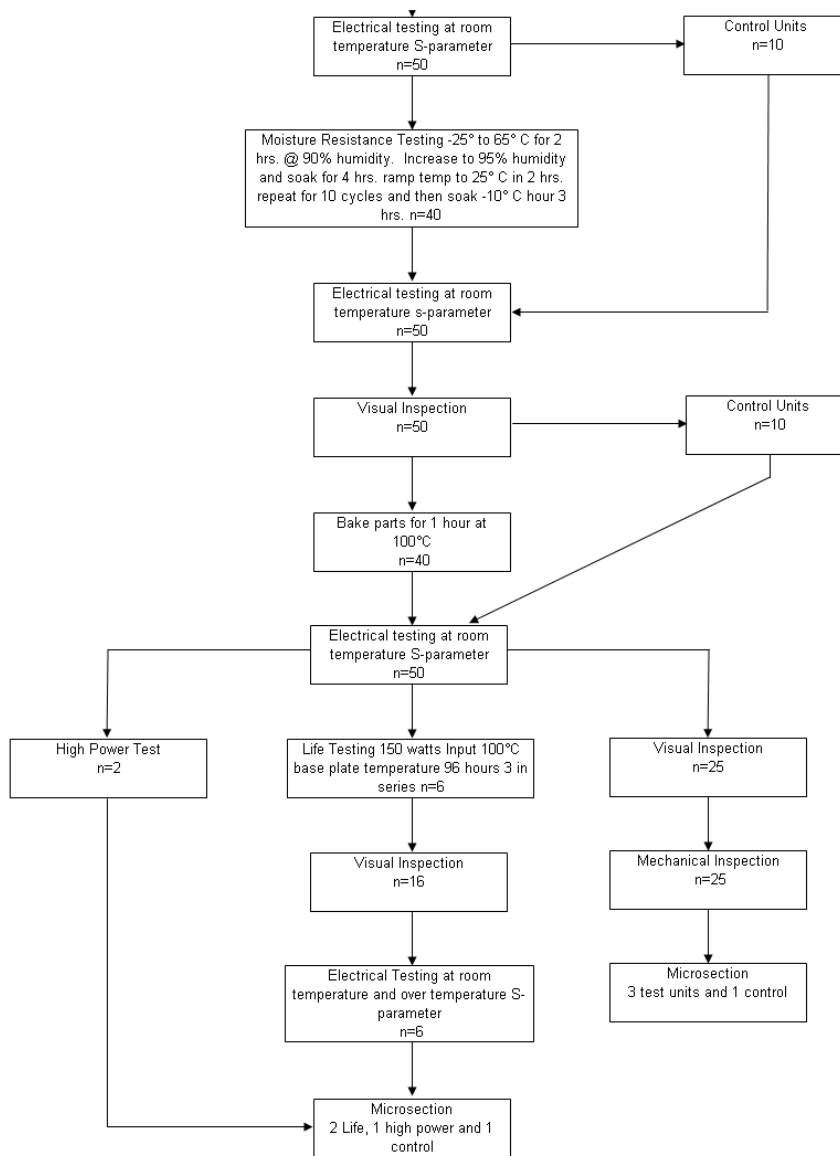 Electrical testing at room
temperature S-parameter
n=50
Control Units
n=10
Moisture Resistance Testing -25° to 65° C for 2
hrs. @ 90% humidity. Increase to 95% humidity
and soak for 4 hrs. ramp temp to 25° C in 2 hrs.
repeat for 10 cycles and then soak -10° C hour 3
hrs. n=40
Electrical testing at room
temperature s-parameter
n=50
Visual Inspection
n=50
Control Units
n=10
Bake parts for 1 hour at
100°C
n=40
Electrical testing at room
temperature S-parameter
n=50
High Power Test
n=2
Life Testing 150 watts Input 100°C
base plate temperature 96 hours 3 in
series n=6
Visual Inspection
n=25
Visual Inspection
n=16
Mechanical Inspection
n=25
Electrical Testing at room
temperature and over temperature S-
parameter
n=6
Microsection
3 test units and 1 control
Microsection
2 Life, 1 high power and 1
control